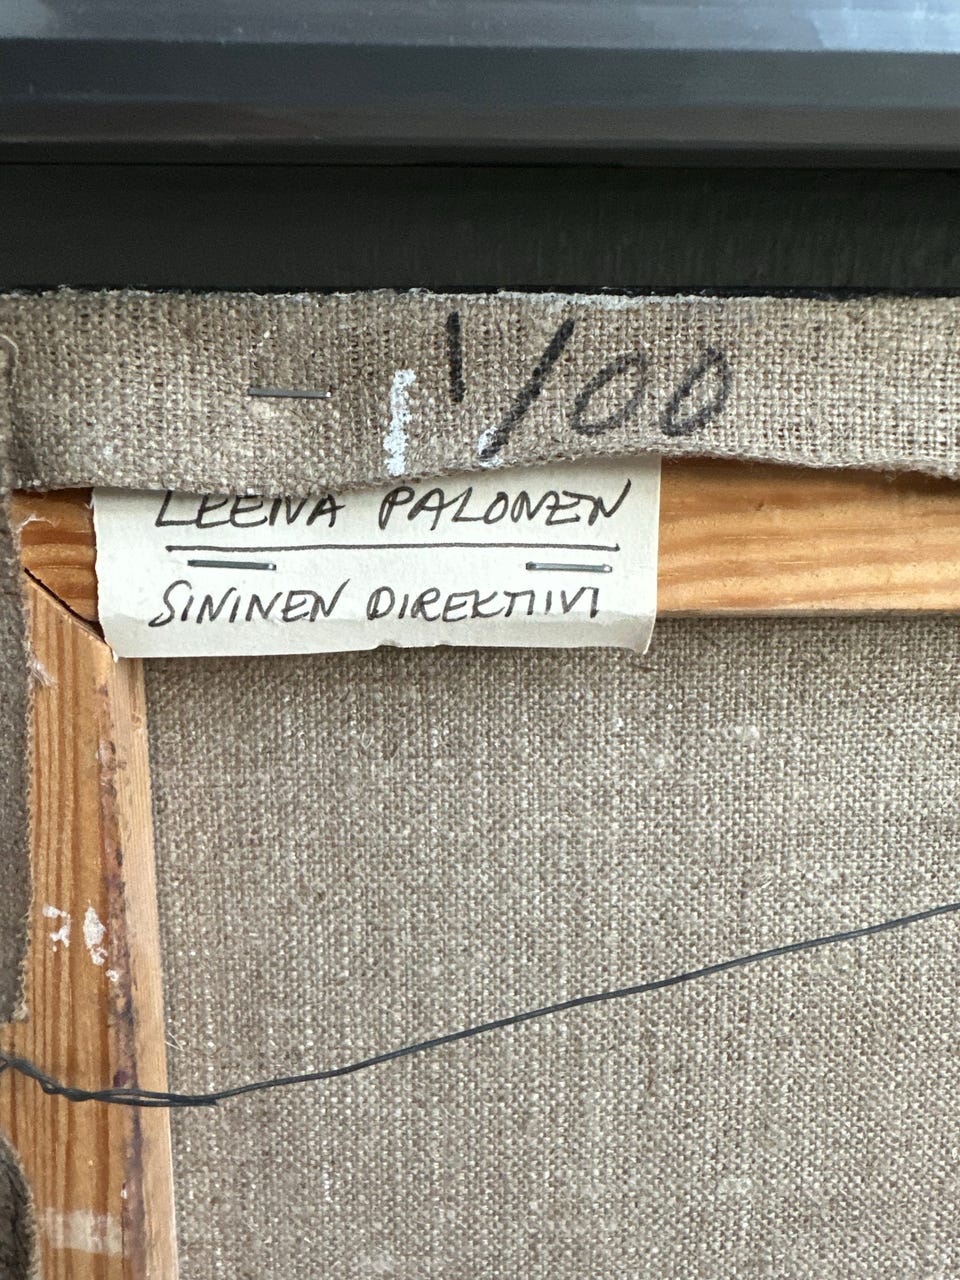 1/00
LEENA PALONEN
SININEN DIREKTIIVI